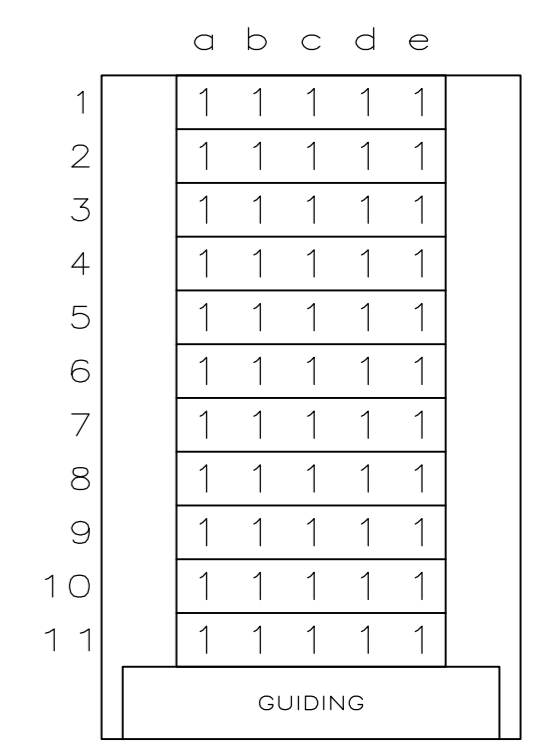 a b c d e
1 1 1 1 1 1
2 1 1 1 1 1
3 1 1 1 1 1
4 1 1 1 1 1
5 1 1 1 1 1
6 1 1 1 1 1
7 1 1 1 1 1
8 1 1 1 1 1
9 1 1 1 1 1
10 1 1 1 1 1
11 1 1 1 1 1
GUIDING